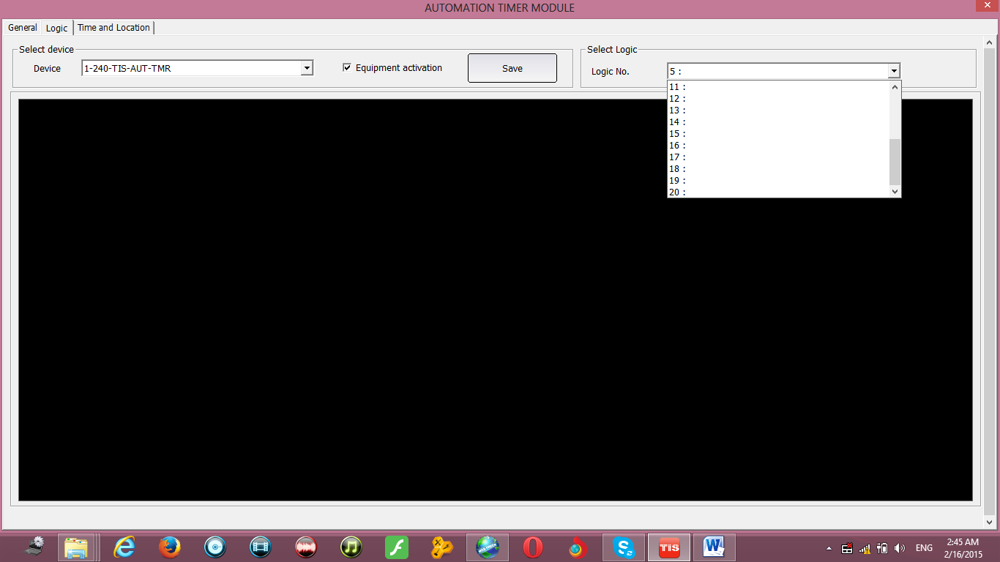 AUTOMATION TIMER MODULE
General Logic Time and Location
Select device
Device 1-240-TIS-AUT-TMR Equipment activation Save
Select Logic
Logic No. 5 :
11 :
12 :
13 :
14 :
15 :
16 :
17 :
18 :
19 :
20 :
TIS
ENG
2:45 AM
2/16/2015